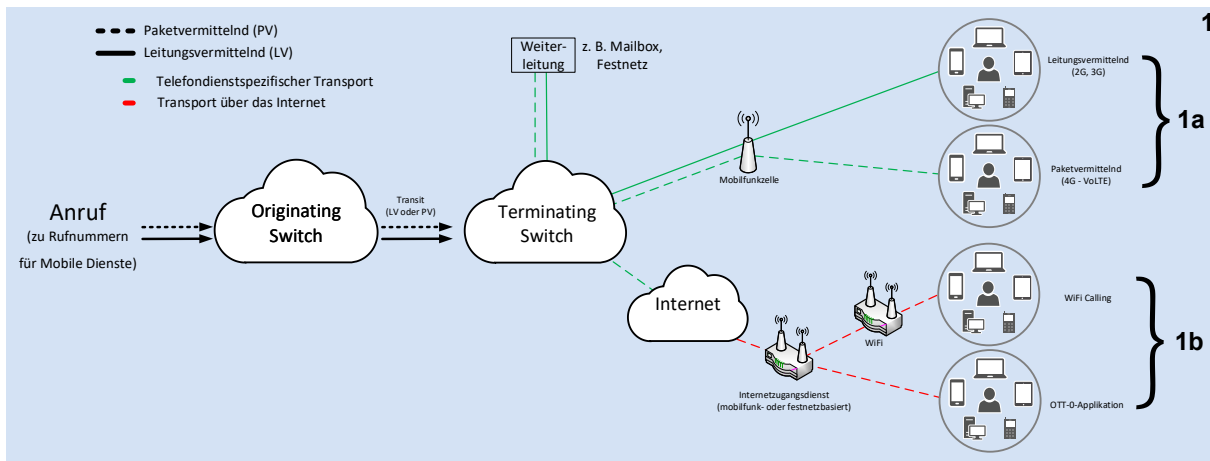 1
Paketvermittelnd (PV)
Leitungsvermittelnd (LV)
Telefondienstspezifischer Transport
Transport über das Internet
Weiter-
leitung
z. B. Mailbox,
Festnetz
Leitungsvermittelnd
(2G, 3G)
1a
Mobilfunkzelle
Paketvermittelnd
(4G - VoLTE)
Anruf
(zu Rufnummern
für Mobile Dienste)
Originating
Switch
Transit
(LV oder PV)
Terminating
Switch
Internet
WiFi
WiFi Calling
1b
Internetzugangsdienst
(mobilfunk- oder festnetzbasiert)
OTT-0-Applikation